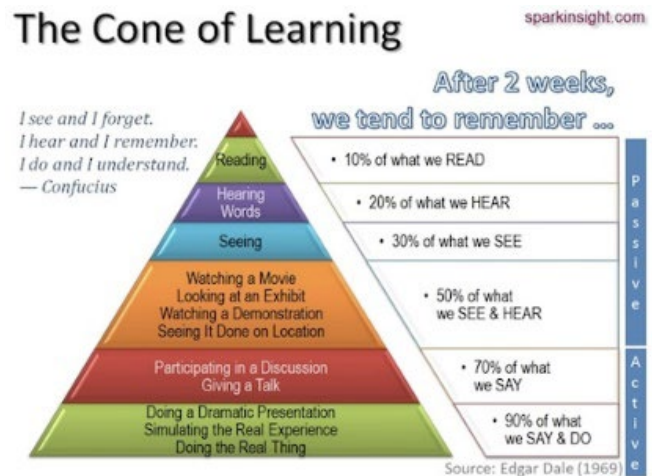 The Cone of Learning
sparkinsight.com
After 2 weeks,
we tend to remember ...
I see and I forget.
I hear and I remember.
I do and I understand.
— Confucius
Reading
Hearing
Words
Seeing
Watching a Movie
Looking at an Exhibit
Watching a Demonstration
Seeing It Done on Location
Participating in a Discussion
Giving a Talk
Doing a Dramatic Presentation
Simulating the Real Experience
Doing the Real Thing
• 10% of what we READ
• 20% of what we HEAR
• 30% of what we SEE
• 50% of what
we SEE & HEAR
• 70% of what
we SAY
• 90% of what
we SAY & DO
Passive
Active
Source: Edgar Dale (1969)